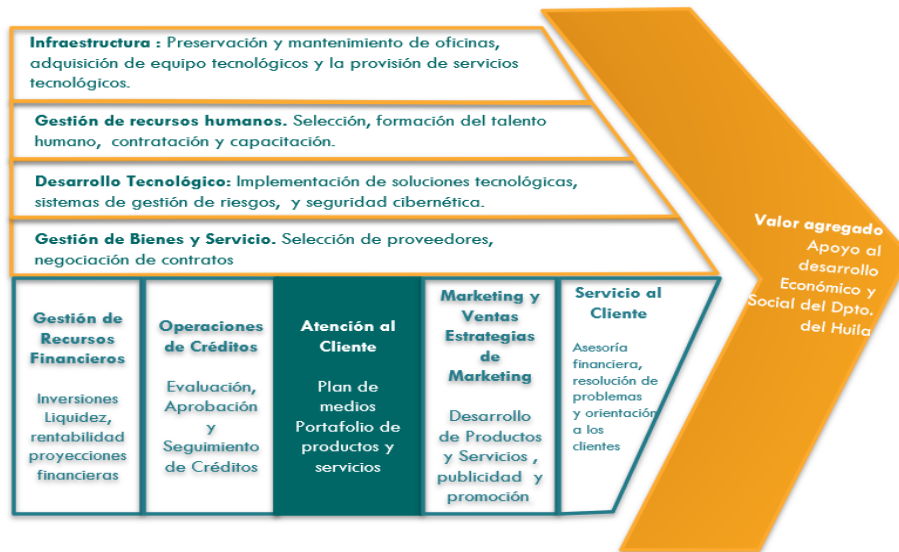 Infraestructura : Preservación y mantenimiento de oficinas,
adquisición de equipo tecnológicos y la provisión de servicios
tecnológicos.
Gestión de recursos humanos. Selección, formación del talento
humano, contratación y capacitación.
Desarrollo Tecnológico: Implementación de soluciones tecnológicas,
sistemas de gestión de riesgos, y seguridad cibernética.
Gestión de Bienes y Servicio. Selección de proveedores,
negociación de contratos
Gestión de
Recursos
Financieros
Inversiones
Liquidez,
rentabilidad
proyecciones
financieras
Operaciones
de Créditos
Evaluación,
Aprobación
y
Seguimiento
de Créditos
Atención al
Cliente
Plan de
medios
Portafolio de
productos y
servicios
Marketing y
Ventas
Estrategias
de
Marketing
Desarrollo
de Productos
y Servicios ,
publicidad y
promoción
Servicio al
Cliente
Asesoría
financiera,
resolución de
problemas
y orientación
a los
clientes
Valor agregado
Apoyo al
desarrollo
Económico y
Social del Dpto.
del Huila